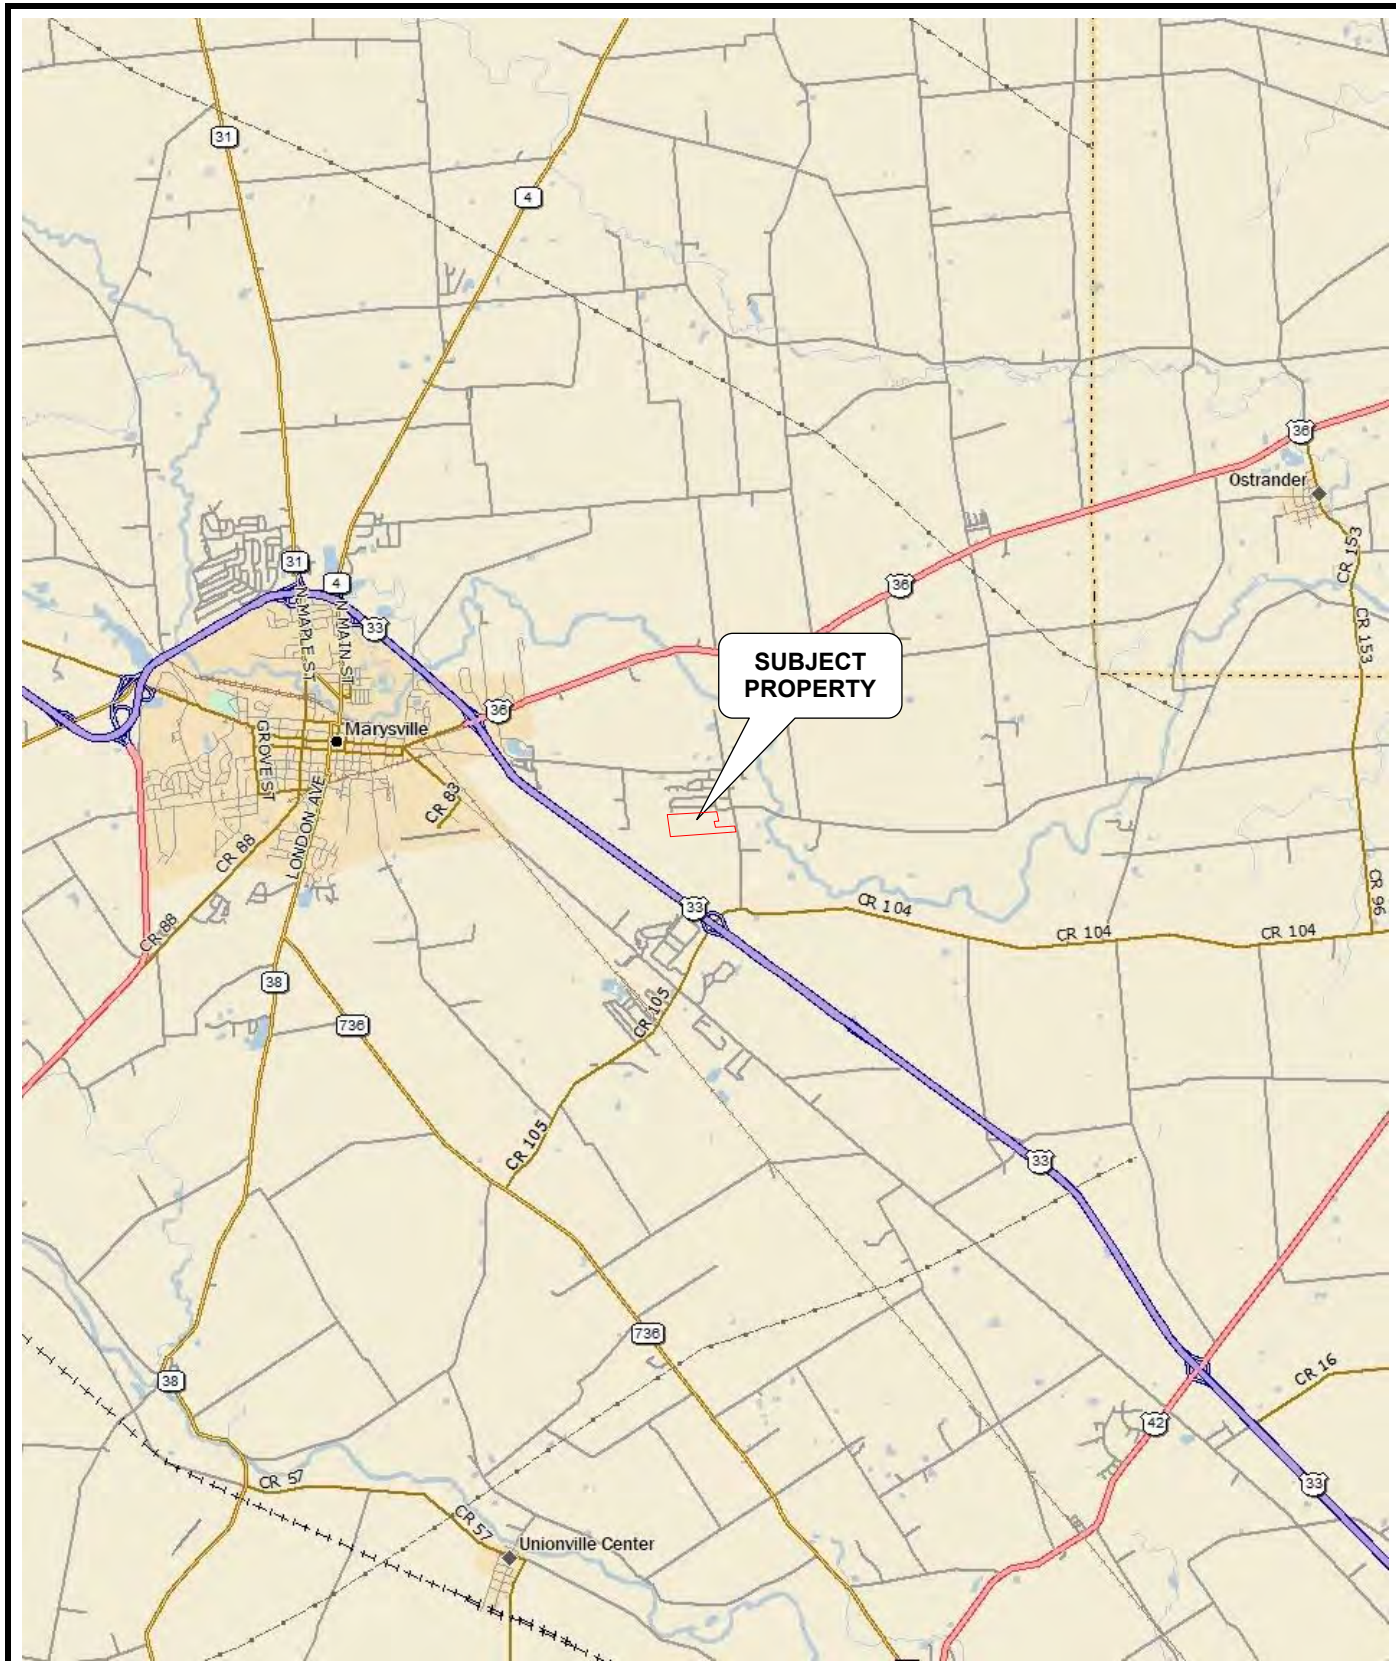 31
4
36
Ostrander
CR 153
CR 153
31
4
N MAPLE ST
N MAIN ST
33
36
SUBJECT
PROPERTY
36
Marysville
GROVE ST
LONDON AVE
CR 83
CR 88
CR 88
33
CR 104
CR 104
CR 104
CR 96
38
736
CR 105
CR 105
33
736
38
CR 16
42
33
CR 57
CR 57
Unionville Center